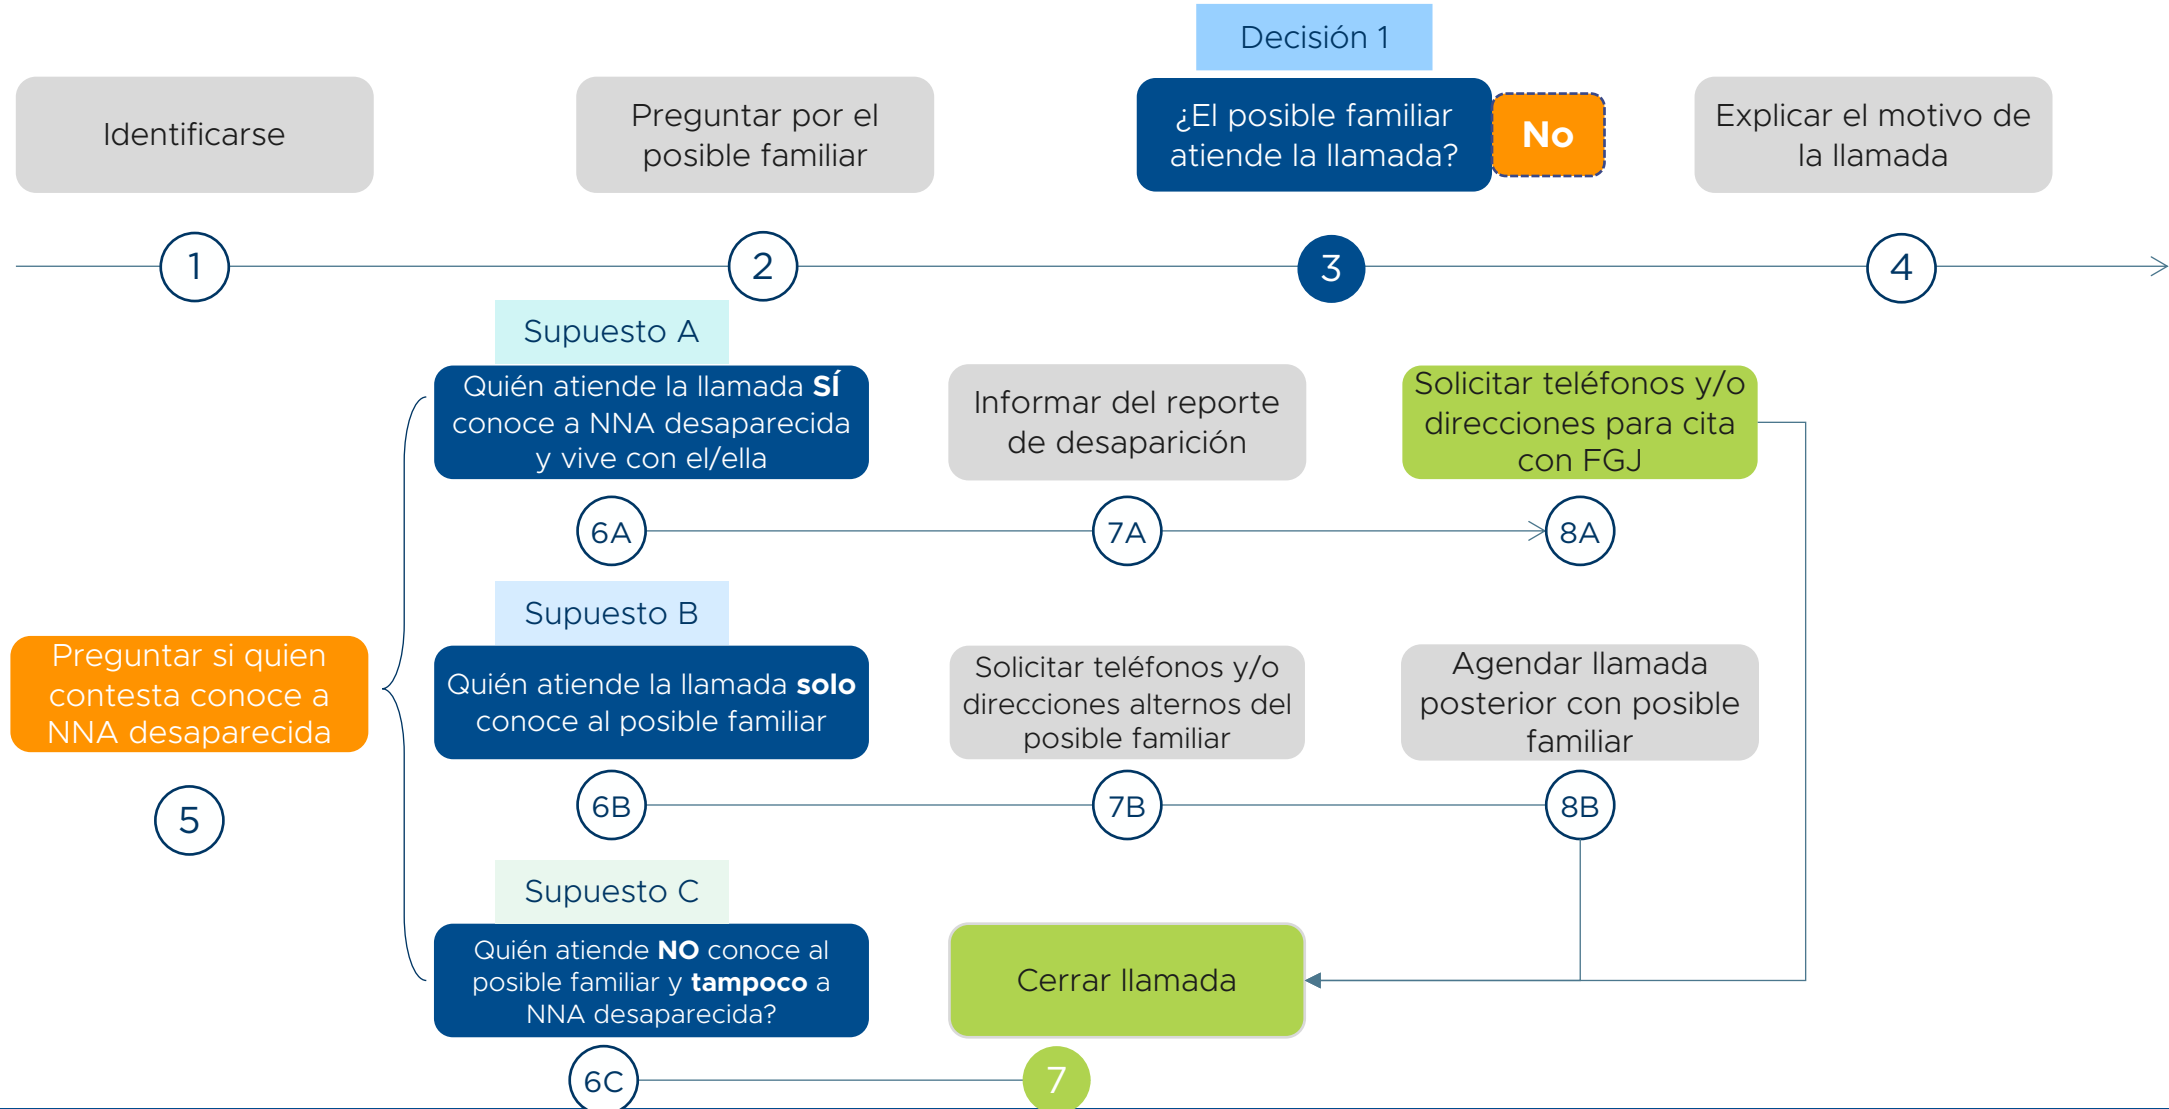 Decisión 1
Identificarse
Preguntar por el
posible familiar
¿El posible familiar
atiende la llamada?
No
Explicar el motivo de
la llamada
1
2
3
4
Supuesto A
Quién atiende la llamada SÍ
conoce a NNA desaparecida
y vive con el/ella
Informar del reporte
de desaparición
Solicitar teléfonos y/o
direcciones para cita
con FGJ
6A
7A
8A
Preguntar si quien
contesta conoce a
NNA desaparecida
5
Supuesto B
Quién atiende la llamada solo
conoce al posible familiar
Solicitar teléfonos y/o
direcciones alternos del
posible familiar
Agendar llamada
posterior con posible
familiar
6B
7B
8B
Supuesto C
Quién atiende NO conoce al
posible familiar y tampoco a
NNA desaparecida?
Cerrar llamada
6C
7